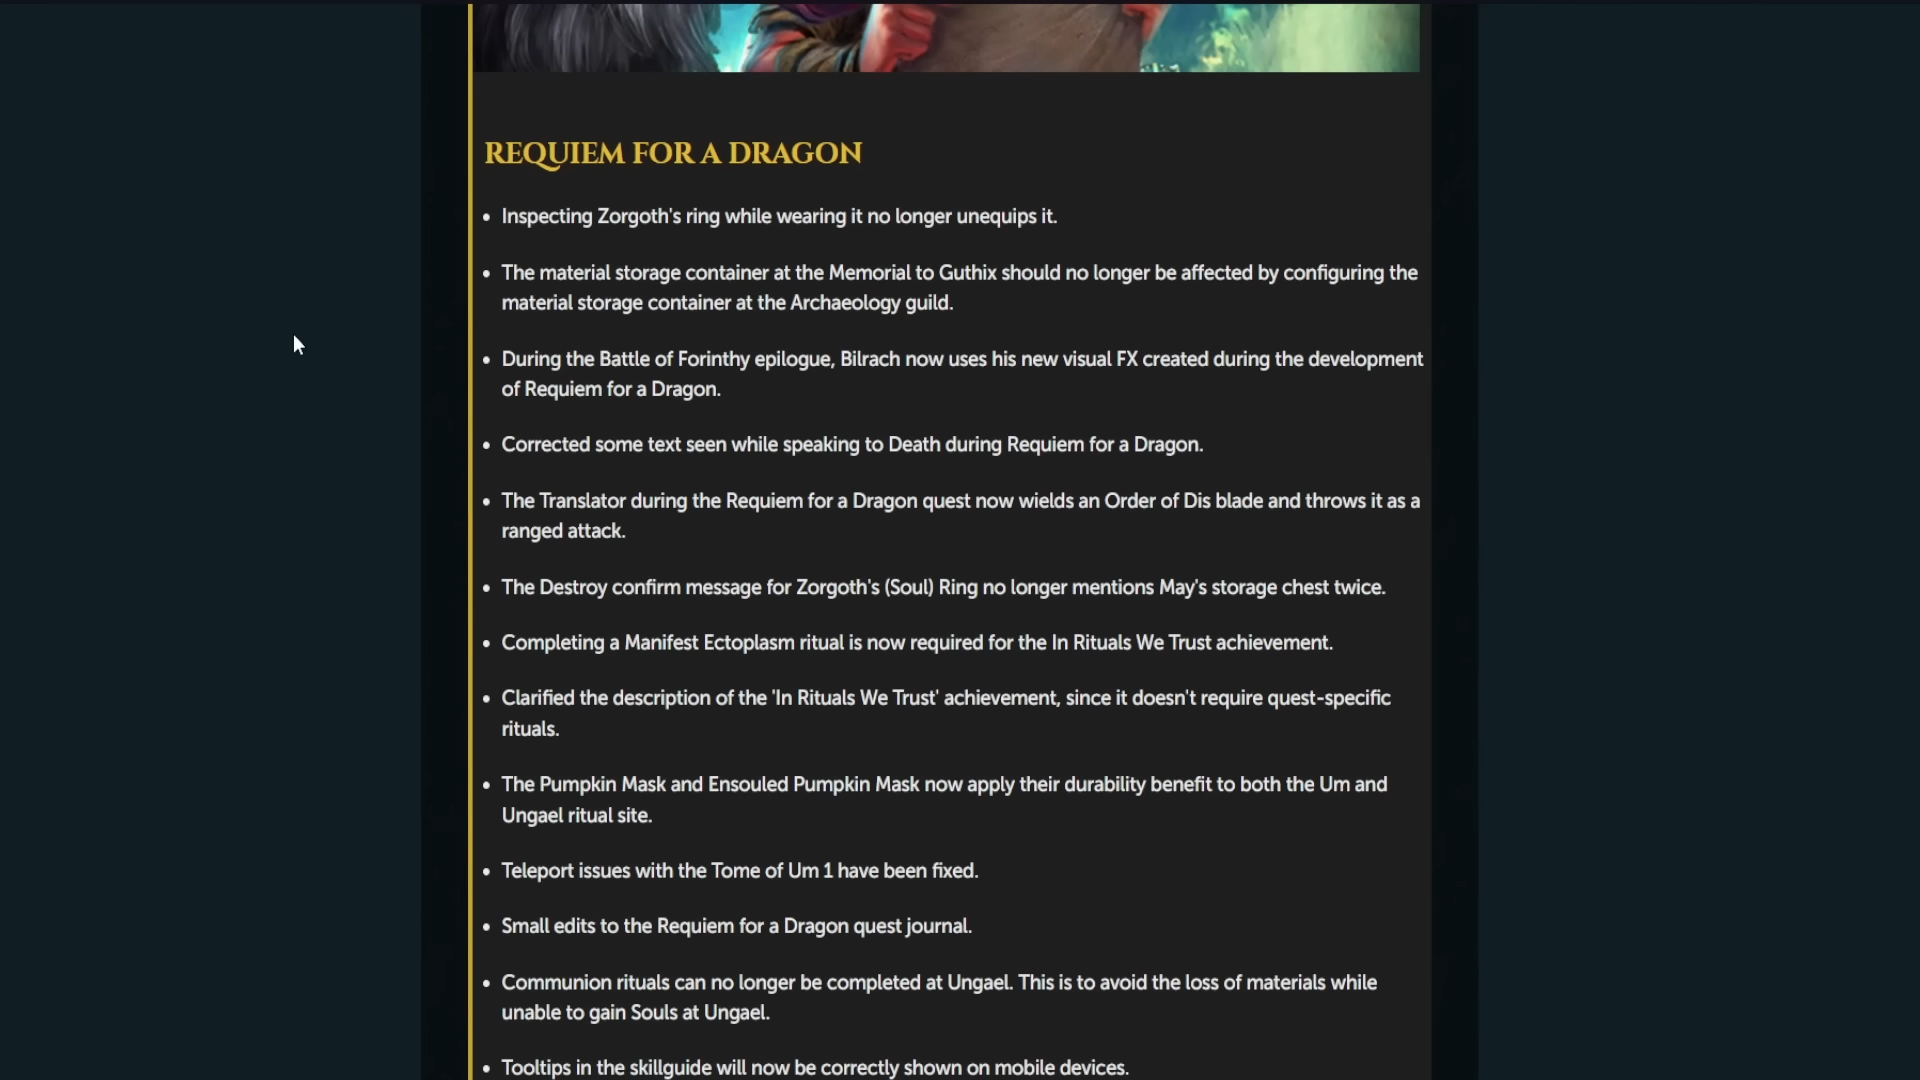 REQUIEM FOR A DRAGON
• Inspecting Zorgoth's ring while wearing it no longer unequips it.
• The material storage container at the Memorial to Guthix should no longer be affected by configuring the
material storage container at the Archaeology guild.
• During the Battle of Forinthy epilogue, Bilrach now uses his new visual FX created during the development
of Requiem for a Dragon.
• Corrected some text seen while speaking to Death during Requiem for a Dragon.
• The Translator during the Requiem for a Dragon quest now wields an Order of Dis blade and throws it as a
ranged attack.
• The Destroy confirm message for Zorgoth's (Soul) Ring no longer mentions May's storage chest twice.
• Completing a Manifest Ectoplasm ritual is now required for the In Rituals We Trust achievement.
• Clarified the description of the 'In Rituals We Trust' achievement, since it doesn't require quest-specific
rituals.
• The Pumpkin Mask and Ensouled Pumpkin Mask now apply their durability benefit to both the Um and
Ungael ritual site.
• Teleport issues with the Tome of Um 1 have been fixed.
• Small edits to the Requiem for a Dragon quest journal.
• Communion rituals can no longer be completed at Ungael. This is to avoid the loss of materials while
unable to gain Souls at Ungael.
• Tooltips in the skillguide will now be correctly shown on mobile devices.